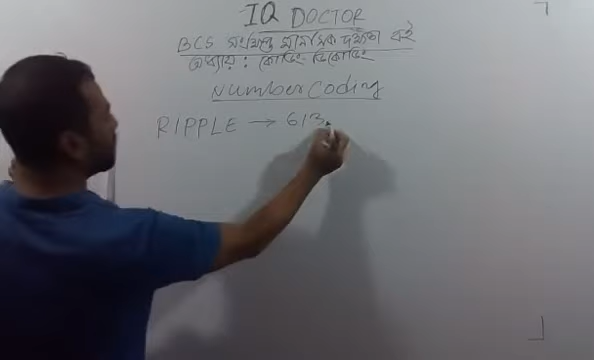 IQ DOCTOR
BCS সংক্ষিপ্ত মানসিক দক্ষতা বই
অধ্যায় : কোডিং ডিকোডিং
Number Coding
RIPPLE → 613